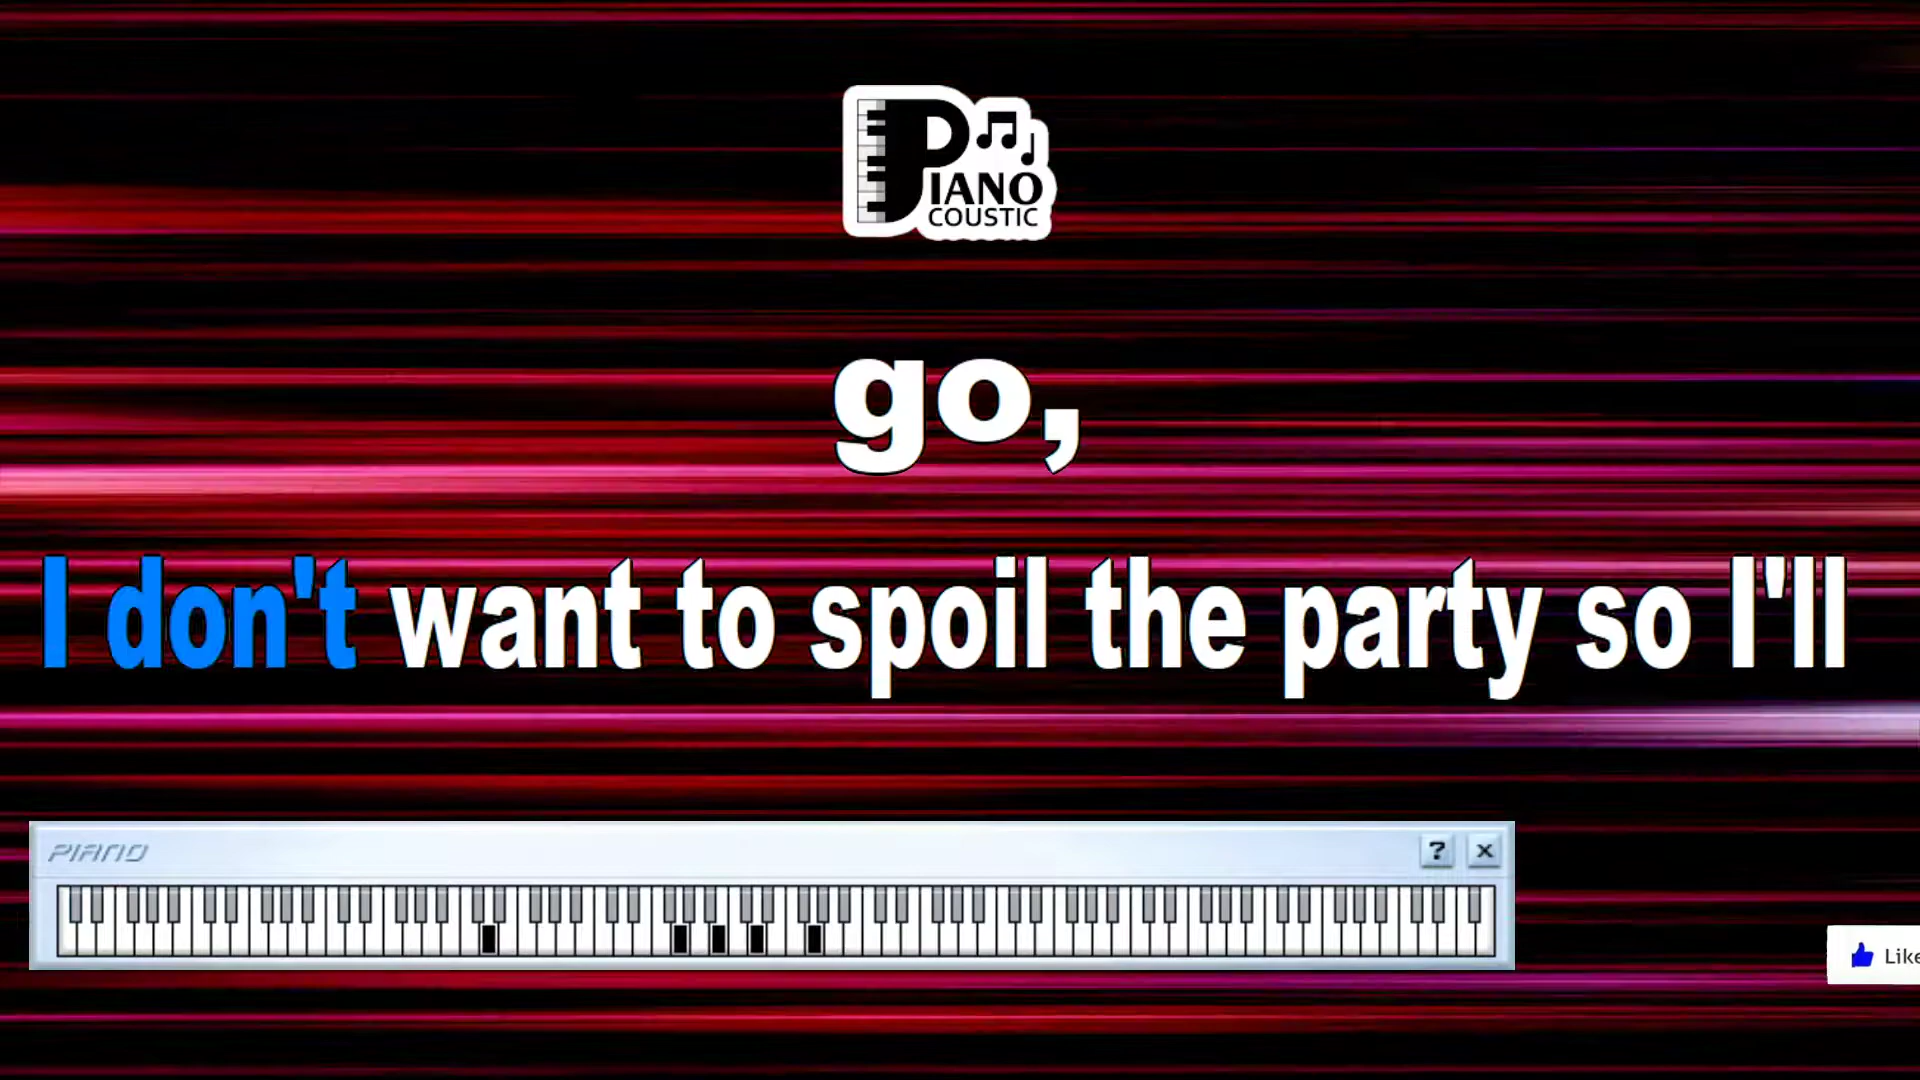 PIANO
COUSTIC
go,
I don't want to spoil the party so I'll
PIANO
? X
Like